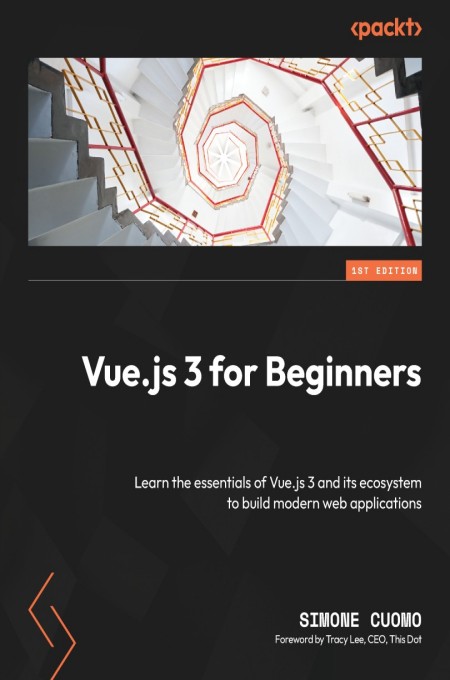 <packt>
1ST EDITION
Vue.js 3 for Beginners
Learn the essentials of Vue.js 3 and its ecosystem
to build modern web applications
SIMONE CUOMO
Foreword by Tracy Lee, CEO, This Dot